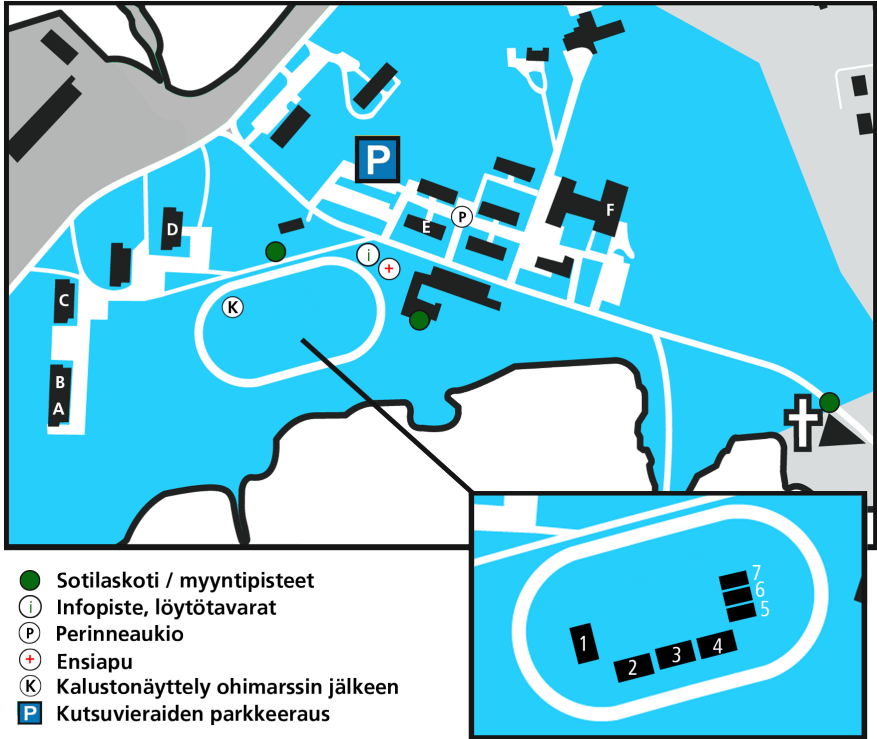 P
F
P
E
D
i
+
K
C
B
A
7
6
5
1
2
3
4
Sotilaskoti / myyntipisteet
i Infopiste, löytötavarat
P Perinneaukio
+ Ensiapu
K Kalustonäyttely ohimarssin jälkeen
P Kutsuvieraiden parkkeeraus